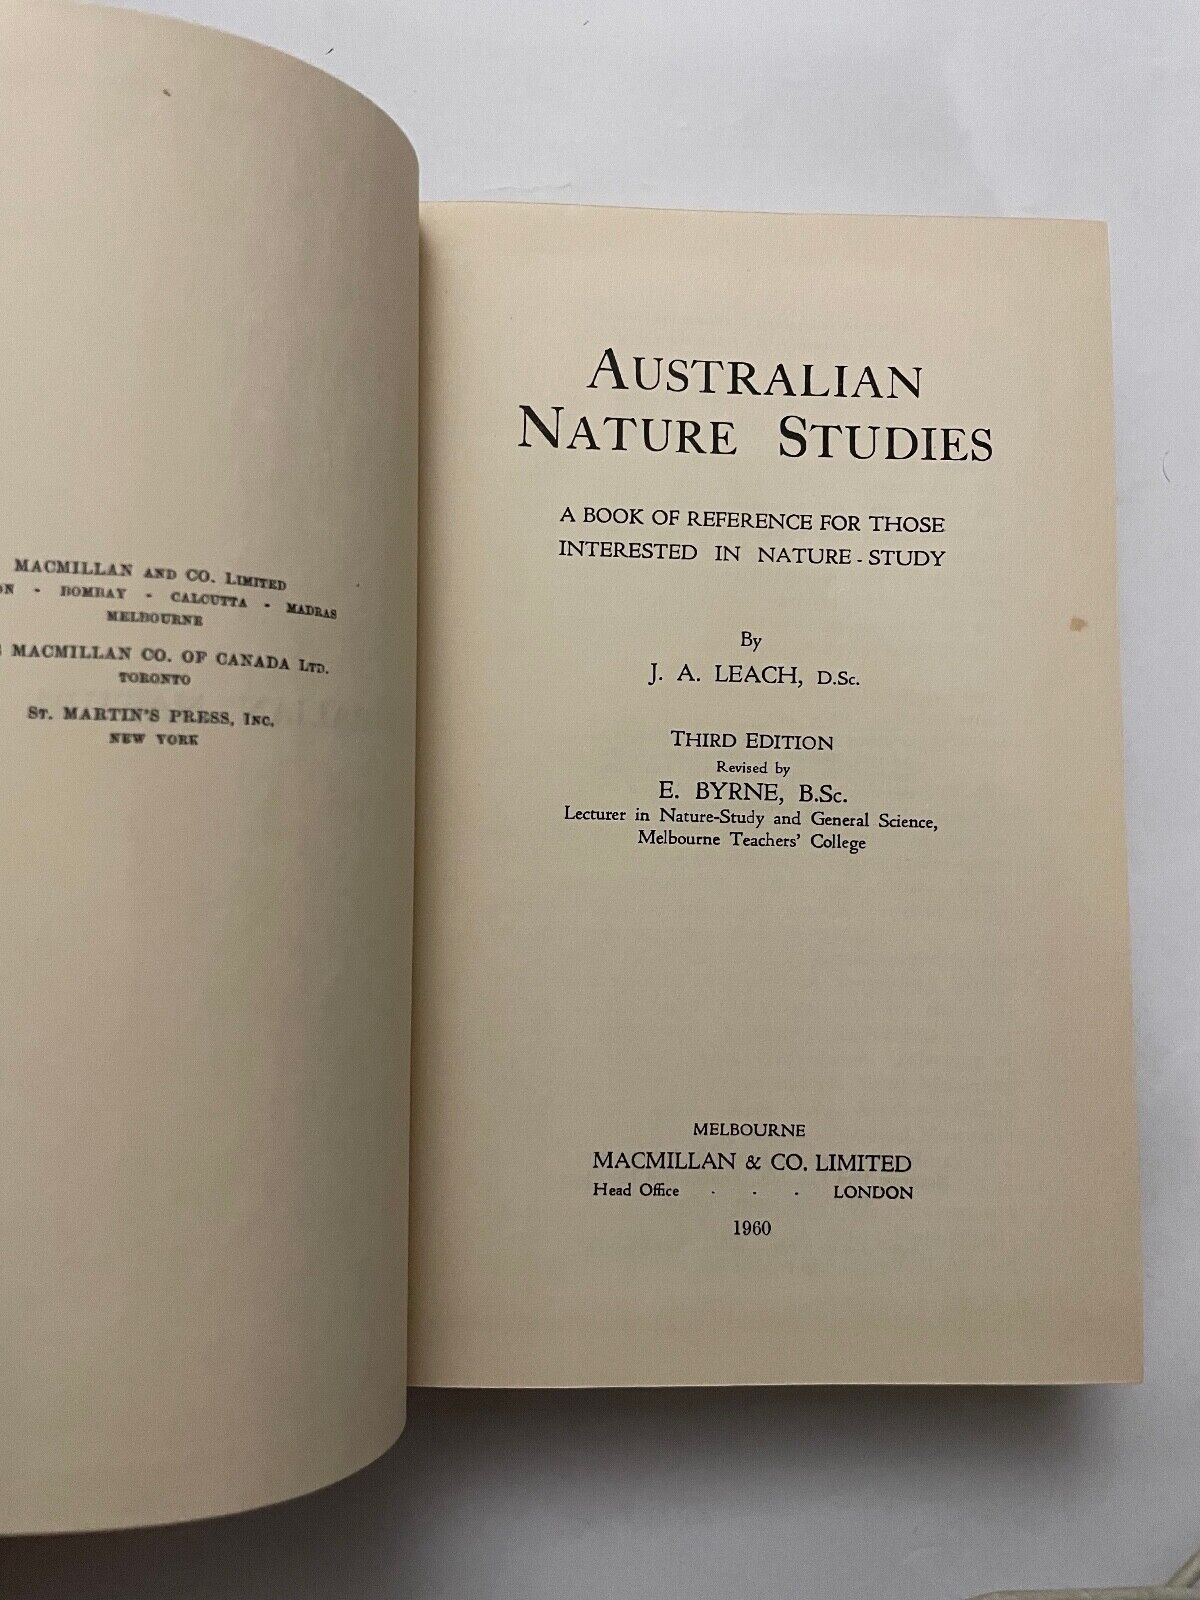 MACMILLAN AND CO. LIMITED
BOMBAY - CALCUTTA - MADRAS
MELBOURNE
MACMILLAN CO. OF CANADA LTD.
TORONTO
ST. MARTIN'S PRESS, INC.
NEW YORK
AUSTRALIAN
NATURE STUDIES
A BOOK OF REFERENCE FOR THOSE
INTERESTED IN NATURE-STUDY
By
J. A. LEACH, D.Sc.
THIRD EDITION
Revised by
E. BYRNE, B.Sc.
Lecturer in Nature-Study and General Science,
Melbourne Teachers' College
MELBOURNE
MACMILLAN & CO. LIMITED
Head Office . . . LONDON
1960